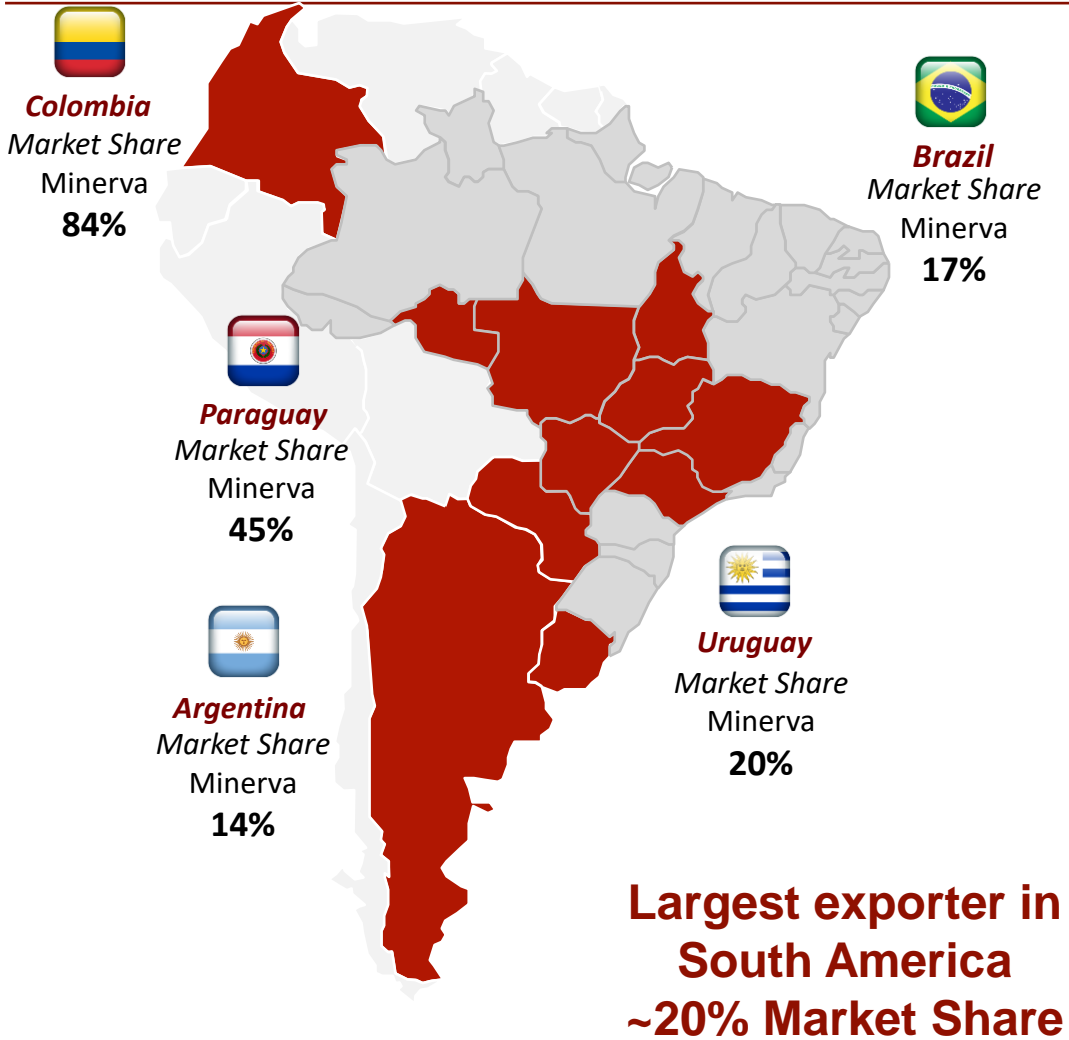 Colombia
Market Share
Minerva
84%
Brazil
Market Share
Minerva
17%
Paraguay
Market Share
Minerva
45%
Uruguay
Market Share
Minerva
20%
Argentina
Market Share
Minerva
14%
Largest exporter in
South America
~20% Market Share